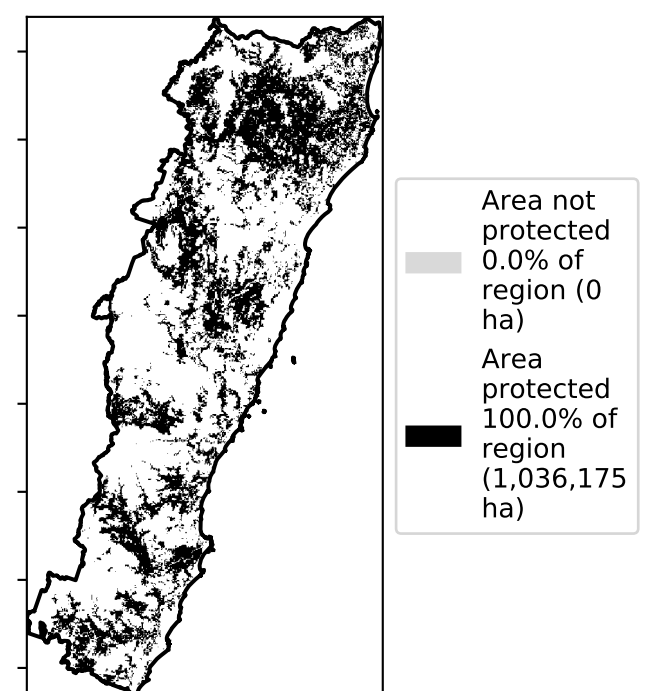 Area not
protected
0.0% of
region (0
ha)
Area
protected
100.0% of
region
(1,036,175
ha)